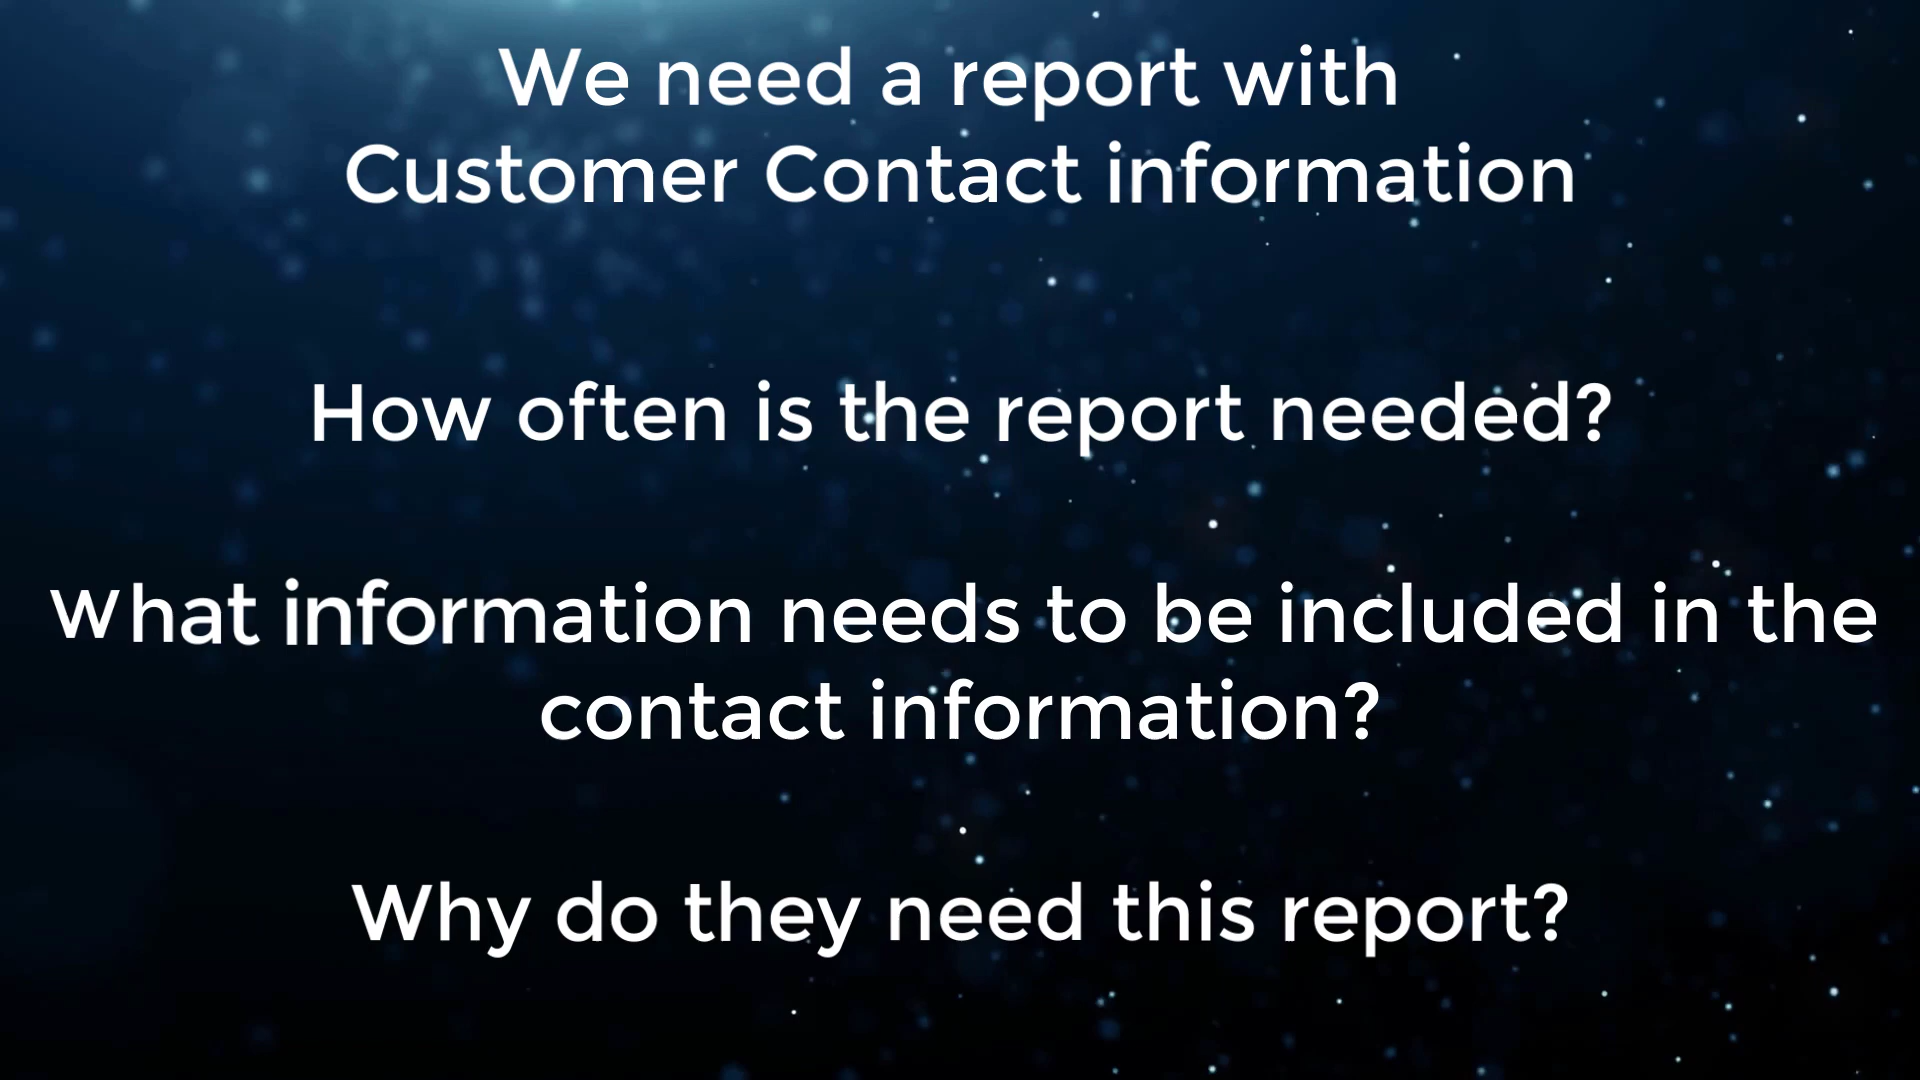 We need a report with
Customer Contact information
How often is the report needed?
What information needs to be included in the
contact information?
Why do they need this report?